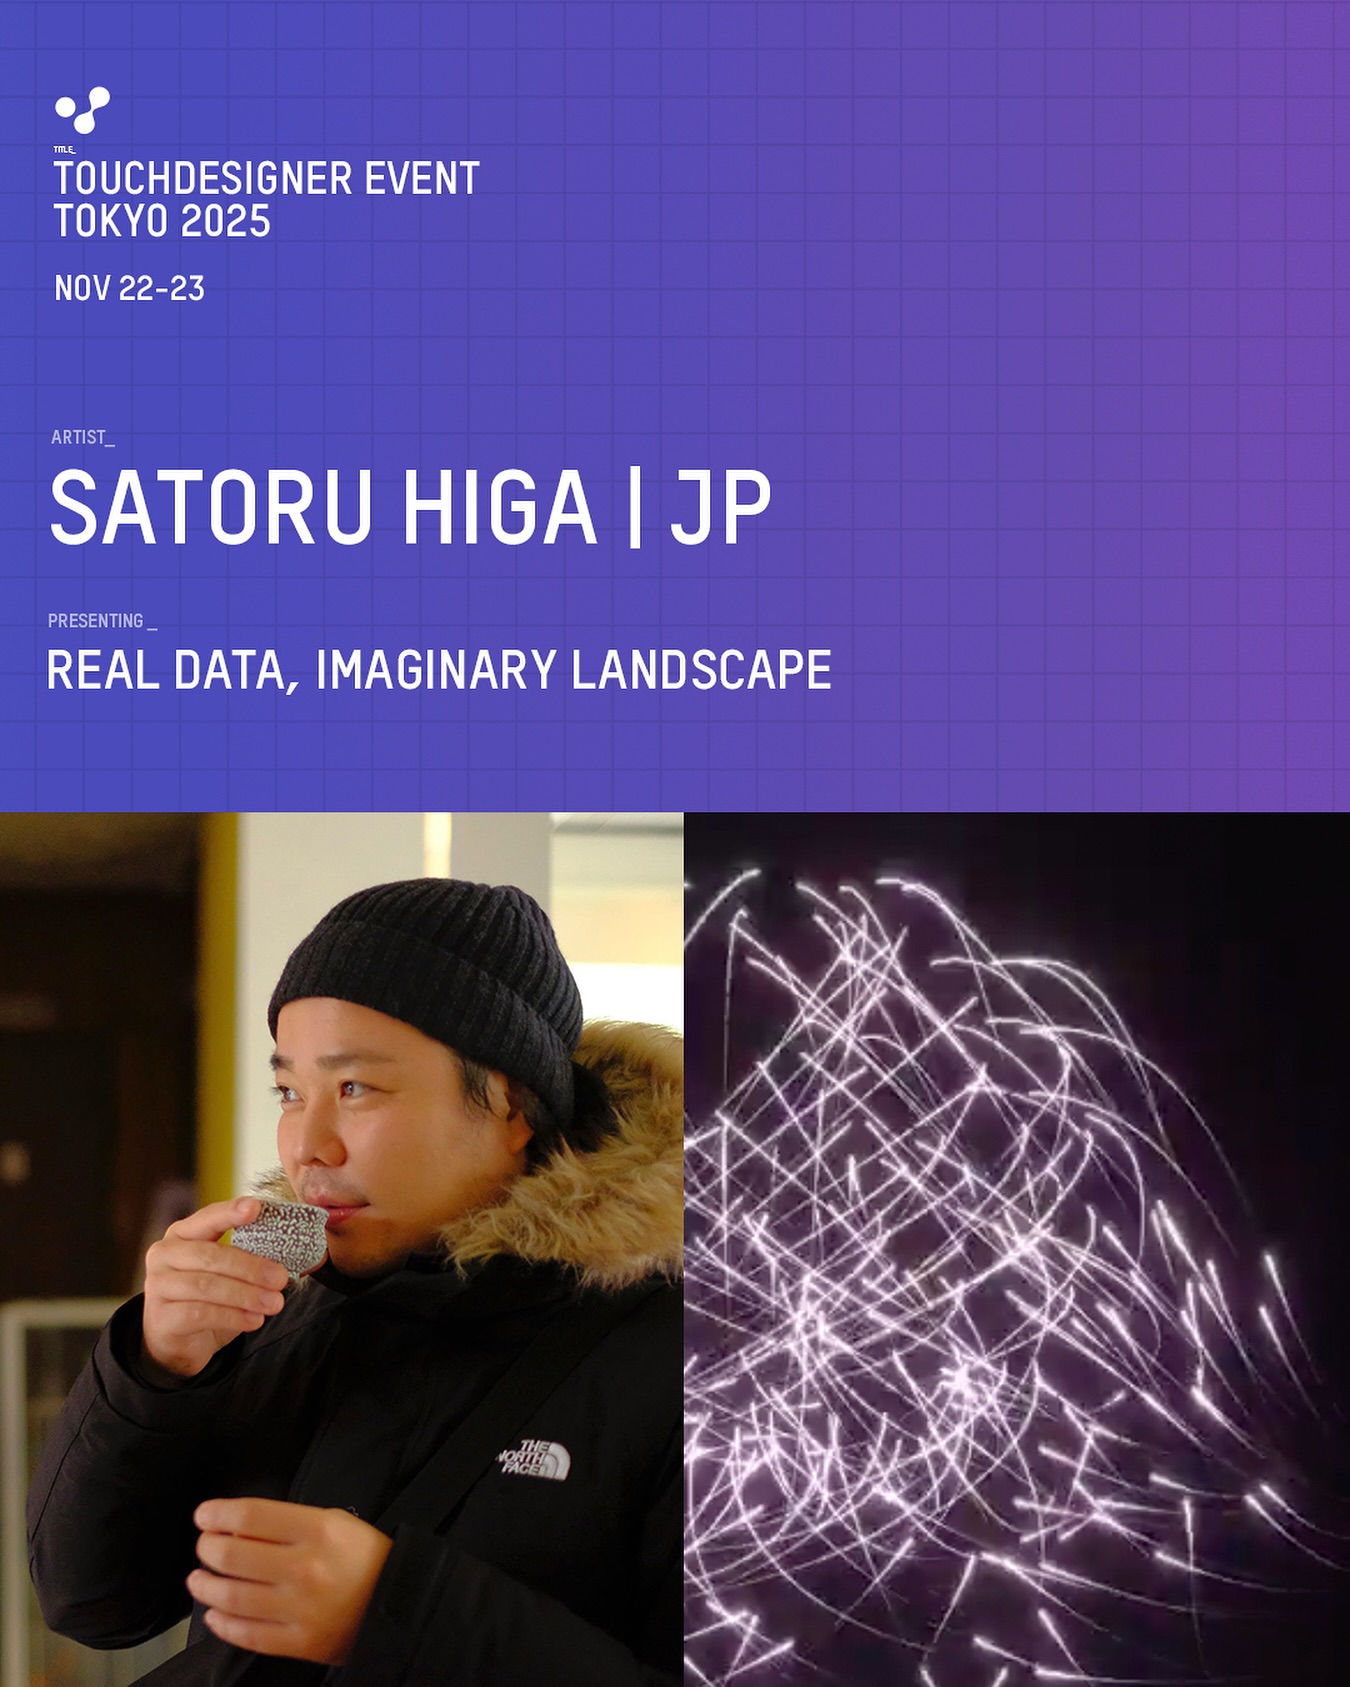 TITLE_
TOUCHDESIGNER EVENT
TOKYO 2025
NOV 22-23
ARTIST_
SATORU HIGA | JP
PRESENTING_
REAL DATA, IMAGINARY LANDSCAPE
THE
NORTH
FACE